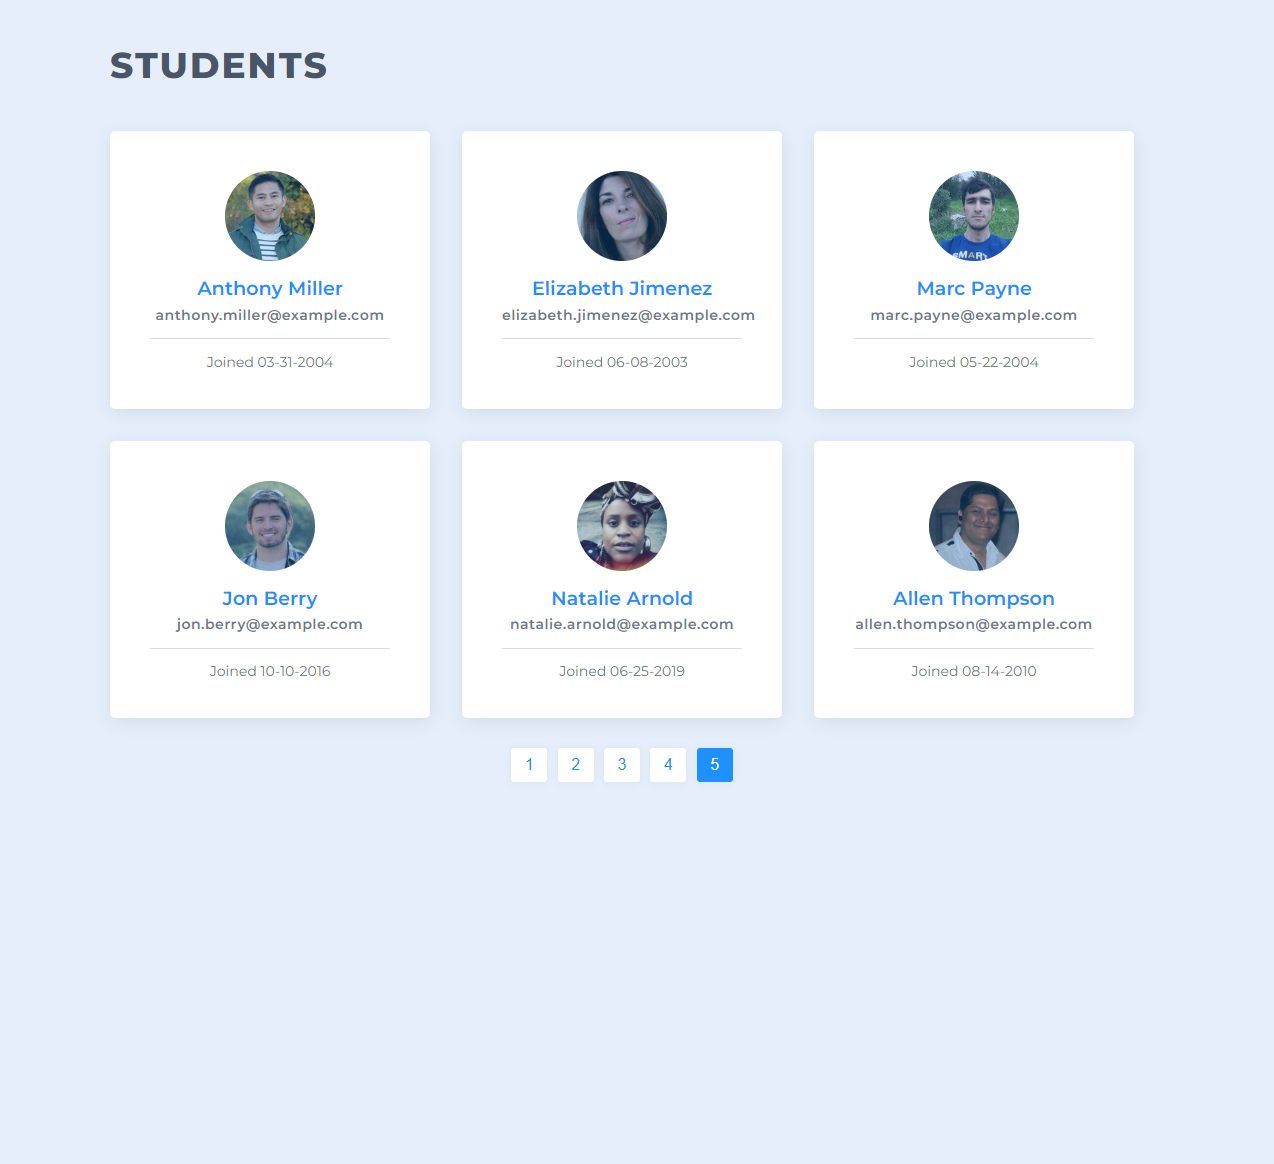 STUDENTS
Anthony Miller
anthony.miller@example.com
Joined 03-31-2004
Elizabeth Jimenez
elizabeth.jimenez@example.com
Joined 06-08-2003
Marc Payne
marc.payne@example.com
Joined 05-22-2004
Jon Berry
jon.berry@example.com
Joined 10-10-2016
Natalie Arnold
natalie.arnold@example.com
Joined 06-25-2019
Allen Thompson
allen.thompson@example.com
Joined 08-14-2010
1 2 3 4 5